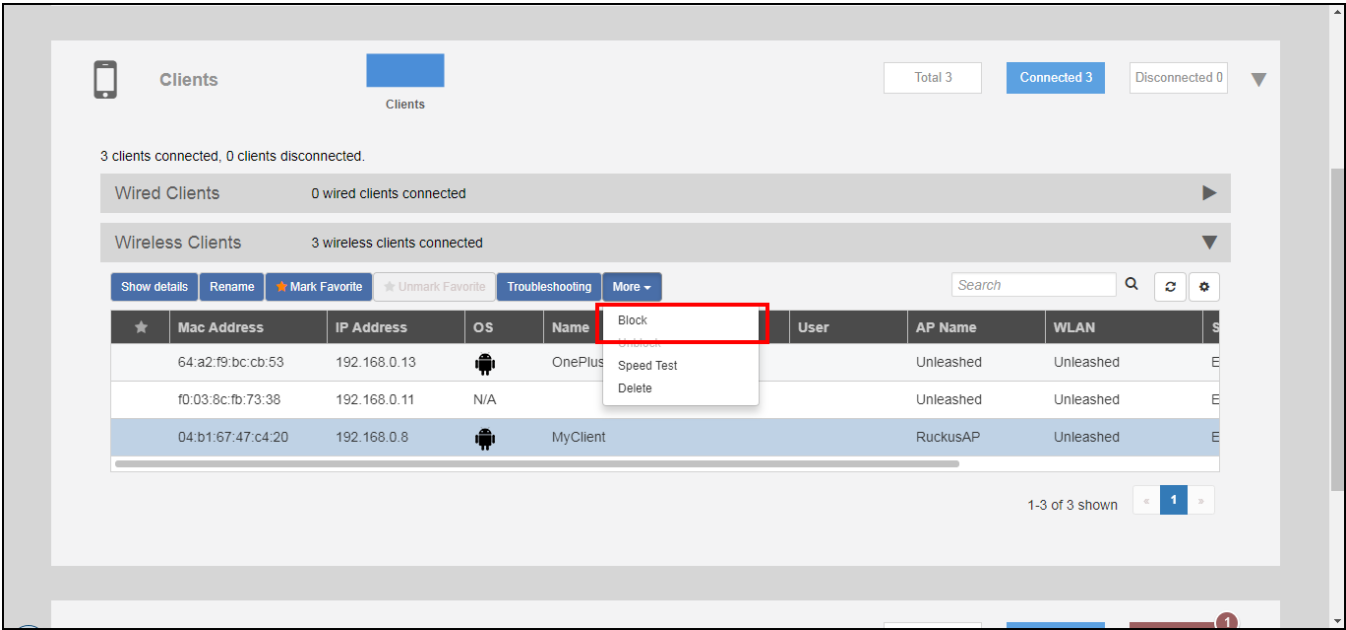 Clients
Clients
Total 3
Connected 3
Disconnected 0
3 clients connected, 0 clients disconnected.
Wired Clients 0 wired clients connected
Wireless Clients 3 wireless clients connected
Show details Rename Mark Favorite Unmark Favorite Troubleshooting More Search
Mac Address IP Address OS Name User AP Name WLAN S
Block
Unblock
Speed Test
Delete
64:a2:f9:bc:cb:53 192.168.0.13 OnePlus Unleashed Unleashed E
f0:03:8c:fb:73:38 192.168.0.11 N/A Unleashed Unleashed E
04:b1:67:47:c4:20 192.168.0.8 MyClient RuckusAP Unleashed E
1-3 of 3 shown « 1 »
1